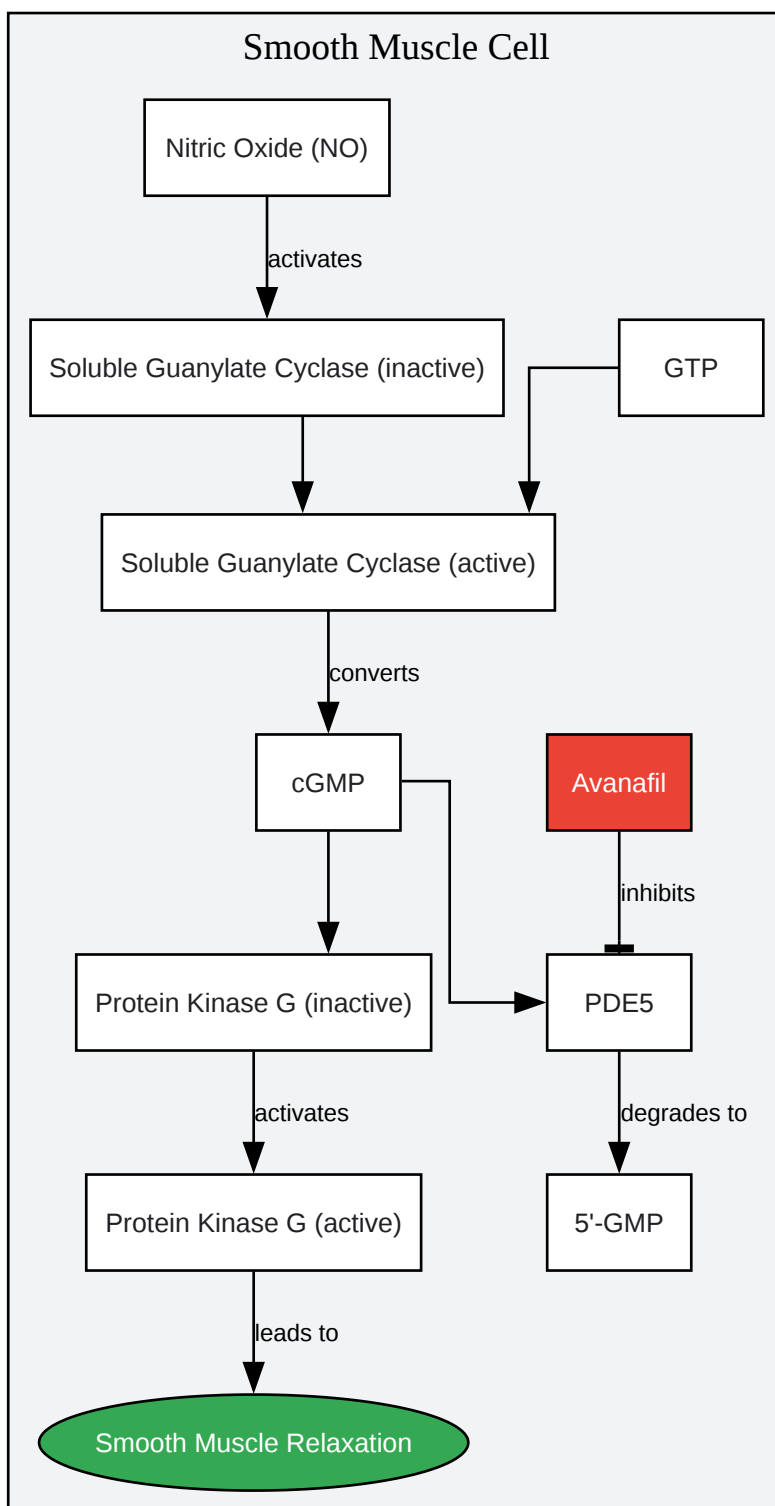 Smooth Muscle Cell
Nitric Oxide (NO)
activates
Soluble Guanylate Cyclase (inactive)
GTP
Soluble Guanylate Cyclase (active)
converts
cGMP
Avanafil
inhibits
Protein Kinase G (inactive)
PDE5
activates
degrades to
Protein Kinase G (active)
5'-GMP
leads to
Smooth Muscle Relaxation